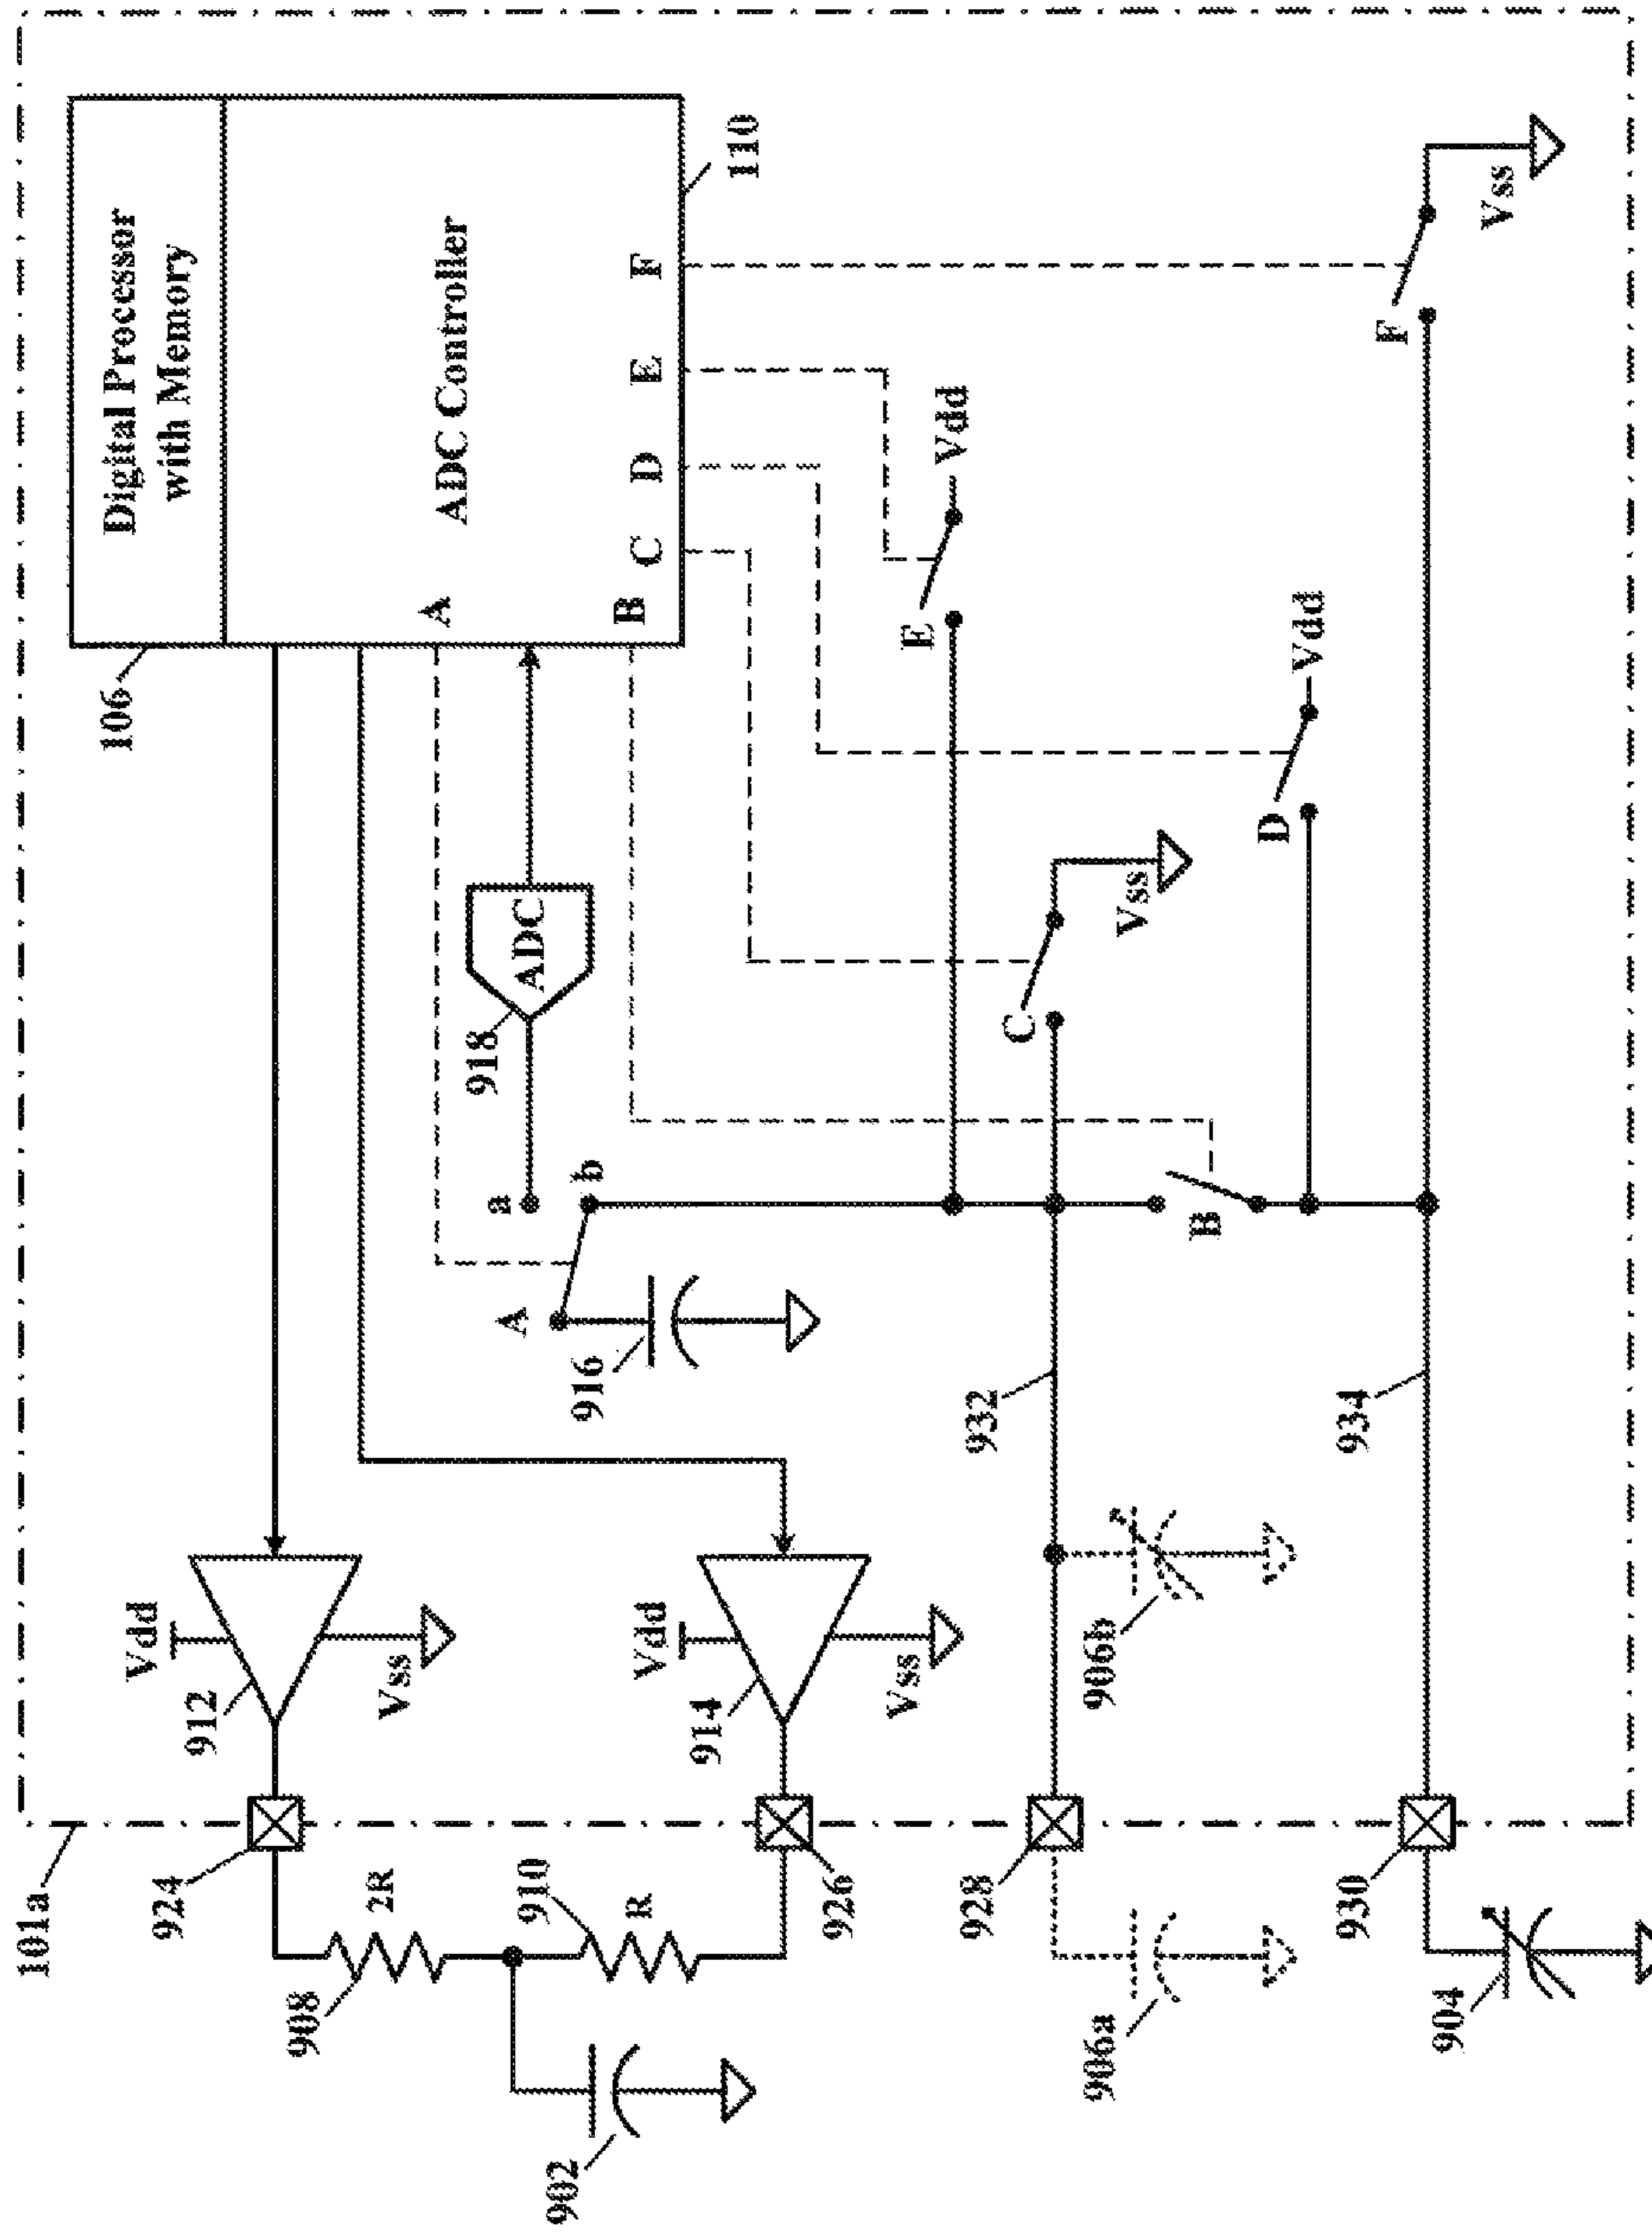 101a
106
Digital Processor
with Memory
ADC Controller
A
B
C
D
E
F
110
924
912
Vdd
Vss
908
2R
910
R
902
926
914
Vdd
Vss
A
a
b
916
918
ADC
E
Vdd
C
Vss
932
928
906a
906b
B
D
Vdd
934
930
904
F
Vss